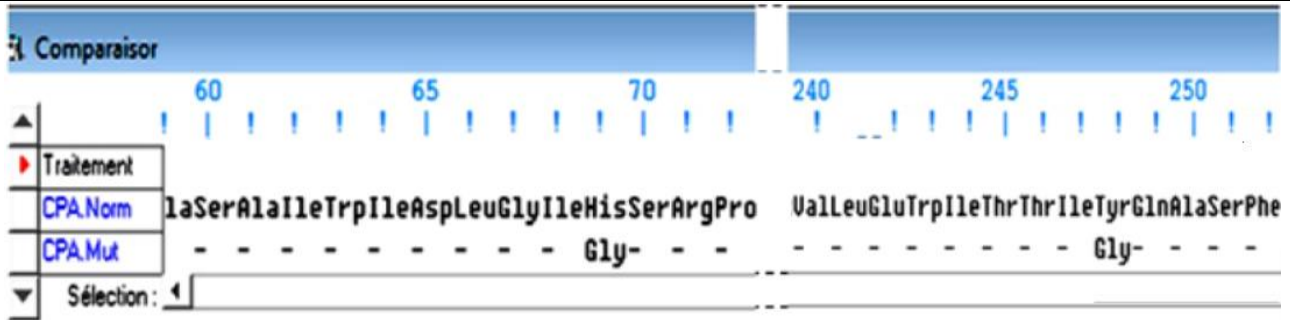 Comparaisor
60 65 70 240 245 250
Traitement
CPA.Norm laSerAlaIleTrpIleAspLeuGlyIleHisSerArgPro ValLeuGluTrpIleThrThrIleTyrGlnAlaSerPhe
CPA.Mut - - - - - - - - - Gly- - - - - - - - - - - Gly- - - -
Sélection :